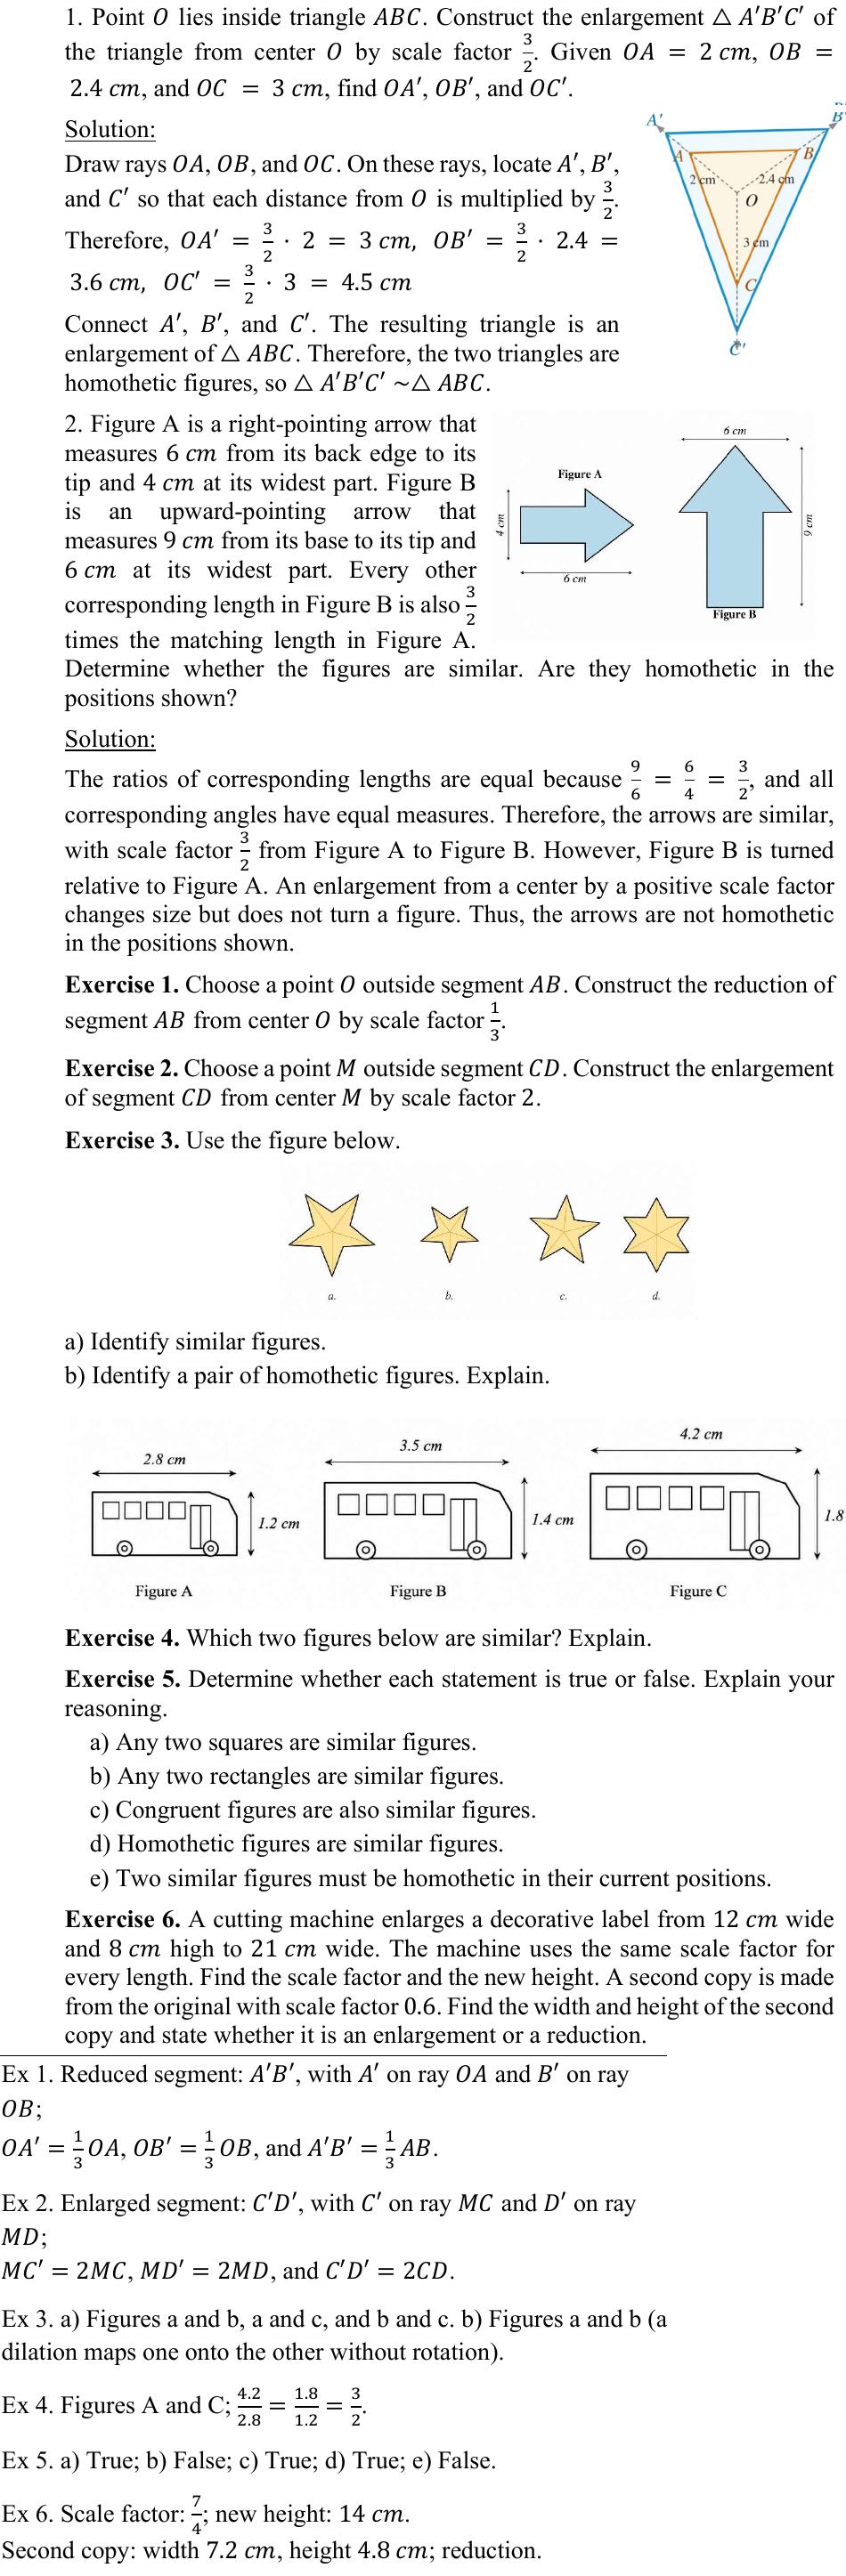 1. Point O lies inside triangle ABC. Construct the enlargement △ A′B′C′ of
the triangle from center O by scale factor 3/2. Given OA = 2 cm, OB =
2.4 cm, and OC = 3 cm, find OA′, OB′, and OC′.
Solution:
Draw rays OA, OB, and OC. On these rays, locate A′, B′,
and C′ so that each distance from O is multiplied by 3/2.
Therefore, OA′ = 3/2 · 2 = 3 cm, OB′ = 3/2 · 2.4 =
3.6 cm, OC′ = 3/2 · 3 = 4.5 cm
Connect A′, B′, and C′. The resulting triangle is an
enlargement of △ ABC. Therefore, the two triangles are
homothetic figures, so △ A′B′C′ ~△ ABC.
A′
B′
A
B
2 cm
2.4 cm
O
3 cm
C
C′
2. Figure A is a right-pointing arrow that
measures 6 cm from its back edge to its
tip and 4 cm at its widest part. Figure B
is an upward-pointing arrow that
measures 9 cm from its base to its tip and
6 cm at its widest part. Every other
corresponding length in Figure B is also 3/2
times the matching length in Figure A.
Determine whether the figures are similar. Are they homothetic in the
positions shown?
6 cm
Figure A
4 cm
9 cm
6 cm
Figure B
Solution:
The ratios of corresponding lengths are equal because 9/6 = 6/4 = 3/2, and all
corresponding angles have equal measures. Therefore, the arrows are similar,
with scale factor 3/2 from Figure A to Figure B. However, Figure B is turned
relative to Figure A. An enlargement from a center by a positive scale factor
changes size but does not turn a figure. Thus, the arrows are not homothetic
in the positions shown.
Exercise 1. Choose a point O outside segment AB. Construct the reduction of
segment AB from center O by scale factor 1/3.
Exercise 2. Choose a point M outside segment CD. Construct the enlargement
of segment CD from center M by scale factor 2.
Exercise 3. Use the figure below.
a. b. c. d.
a) Identify similar figures.
b) Identify a pair of homothetic figures. Explain.
2.8 cm
3.5 cm
4.2 cm
1.2 cm
1.4 cm
1.8
Figure A Figure B Figure C
Exercise 4. Which two figures below are similar? Explain.
Exercise 5. Determine whether each statement is true or false. Explain your
reasoning.
a) Any two squares are similar figures.
b) Any two rectangles are similar figures.
c) Congruent figures are also similar figures.
d) Homothetic figures are similar figures.
e) Two similar figures must be homothetic in their current positions.
Exercise 6. A cutting machine enlarges a decorative label from 12 cm wide
and 8 cm high to 21 cm wide. The machine uses the same scale factor for
every length. Find the scale factor and the new height. A second copy is made
from the original with scale factor 0.6. Find the width and height of the second
copy and state whether it is an enlargement or a reduction.
Ex 1. Reduced segment: A′B′, with A′ on ray OA and B′ on ray
OB;
OA′ = 1/3 OA, OB′ = 1/3 OB, and A′B′ = 1/3 AB.
Ex 2. Enlarged segment: C′D′, with C′ on ray MC and D′ on ray
MD;
MC′ = 2MC, MD′ = 2MD, and C′D′ = 2CD.
Ex 3. a) Figures a and b, a and c, and b and c. b) Figures a and b (a
dilation maps one onto the other without rotation).
Ex 4. Figures A and C; 4.2/2.8 = 1.8/1.2 = 3/2.
Ex 5. a) True; b) False; c) True; d) True; e) False.
Ex 6. Scale factor: 7/4; new height: 14 cm.
Second copy: width 7.2 cm, height 4.8 cm; reduction.